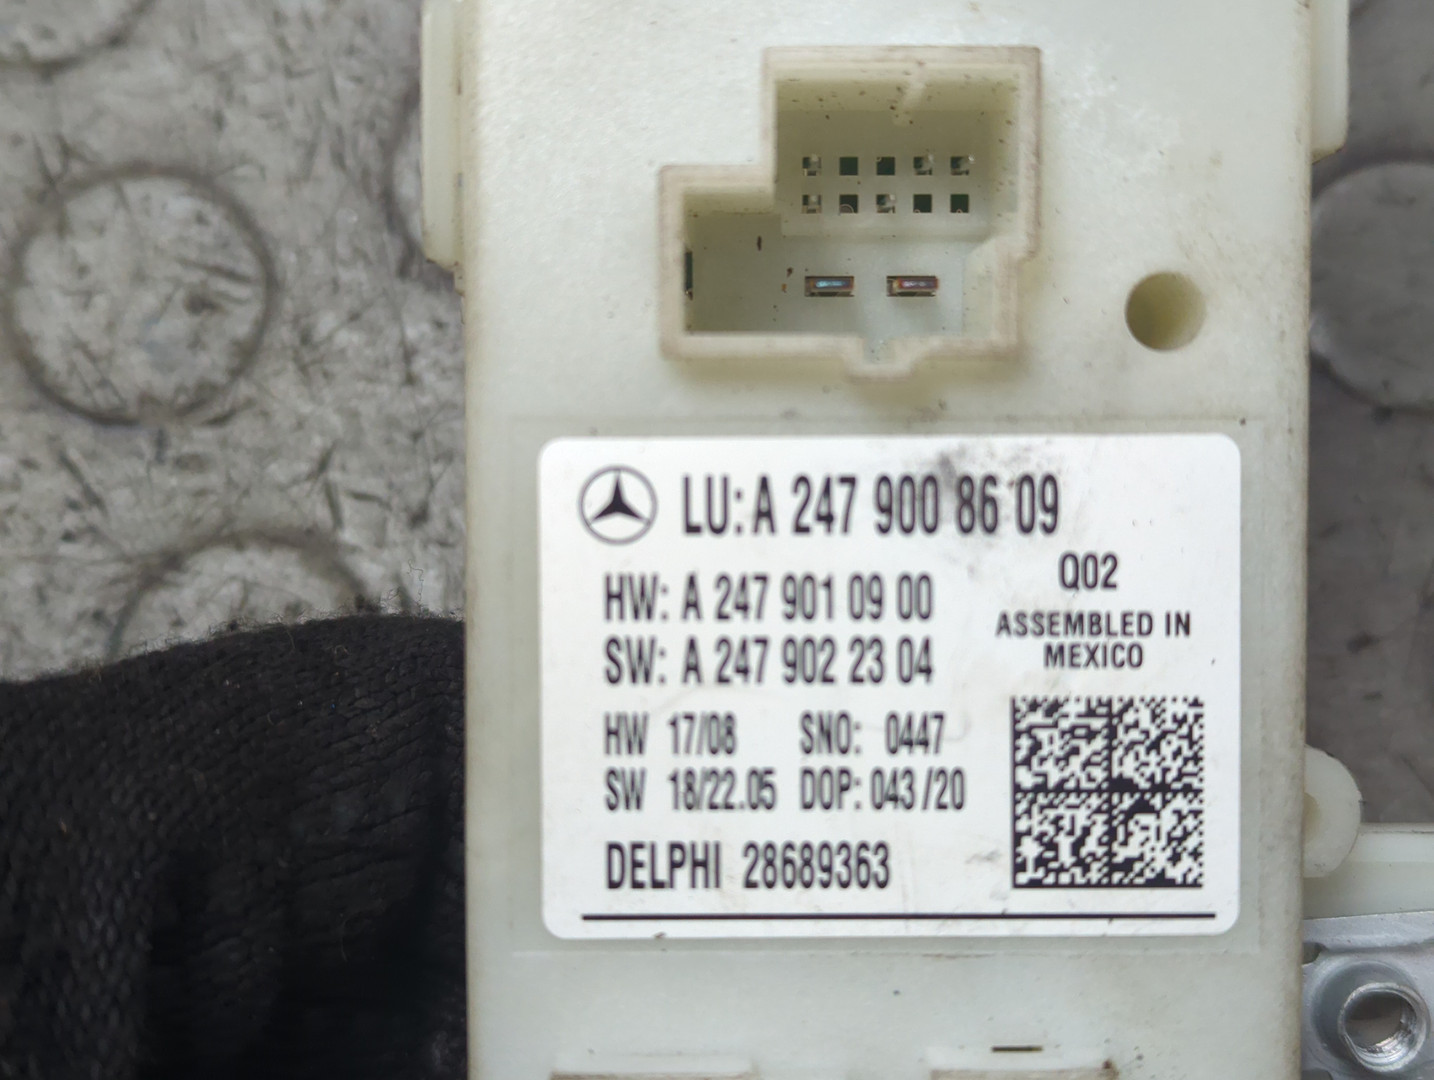 LU: A 247 900 86 09
Q02
HW: A 247 901 09 00
ASSEMBLED IN
MEXICO
SW: A 247 902 23 04
HW 17/08 SNO: 0447
SW 18/22.05 DOP: 043/20
DELPHI 28689363